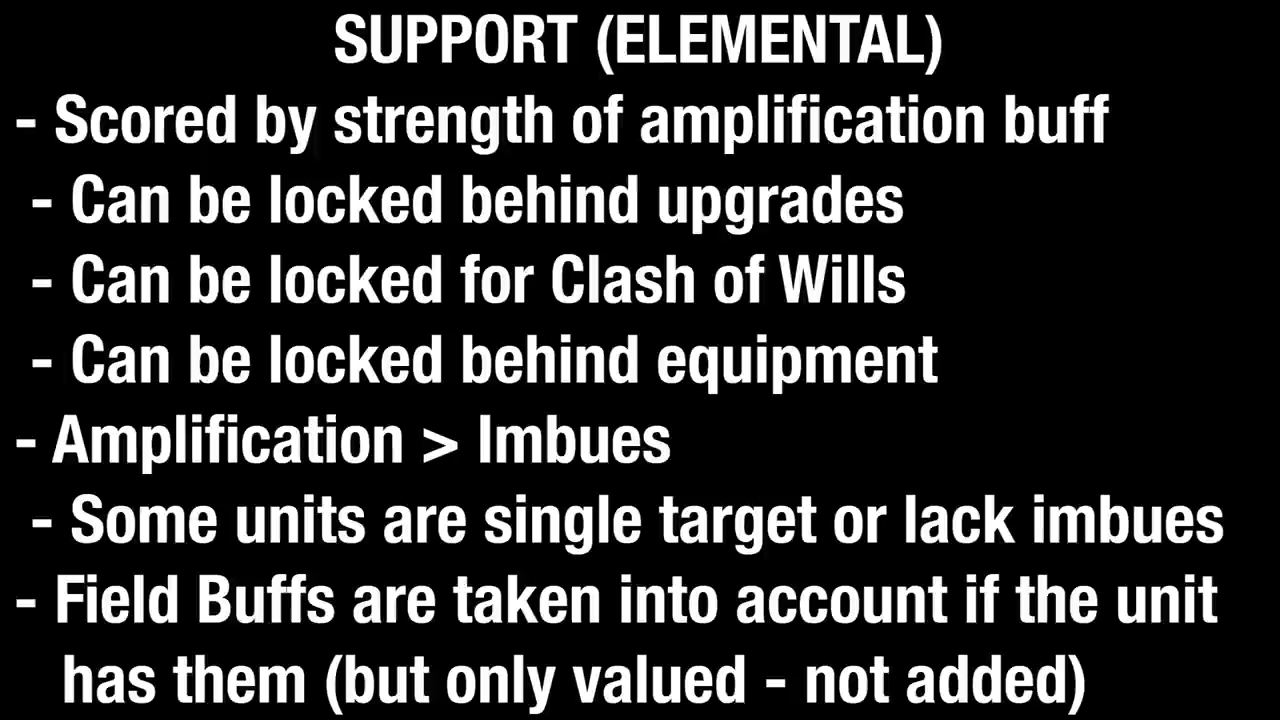 SUPPORT (ELEMENTAL)
- Scored by strength of amplification buff
- Can be locked behind upgrades
- Can be locked for Clash of Wills
- Can be locked behind equipment
- Amplification > Imbues
- Some units are single target or lack imbues
- Field Buffs are taken into account if the unit
has them (but only valued - not added)